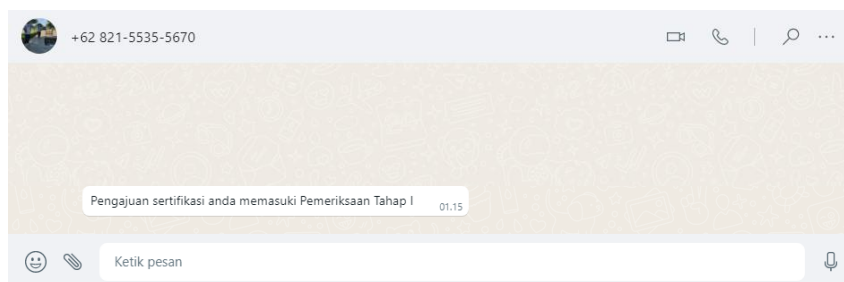 +62 821-5535-5670
Pengajuan sertifikasi anda memasuki Pemeriksaan Tahap I
01.15
Ketik pesan